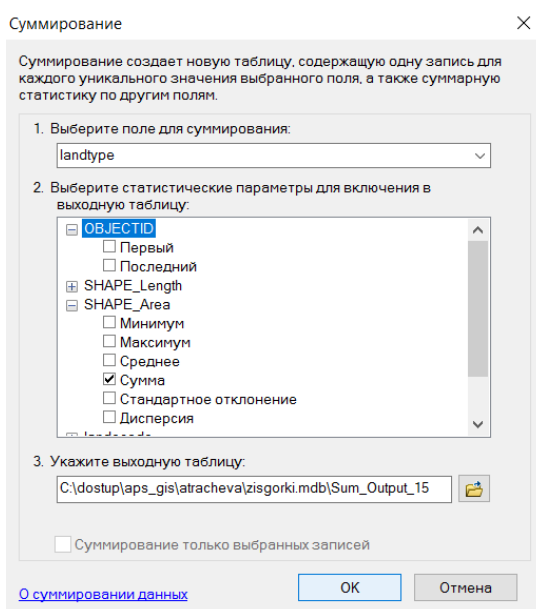 Суммирование
Суммирование создает новую таблицу, содержащую одну запись для
каждого уникального значения выбранного поля, а также суммарную
статистику по другим полям.
1. Выберите поле для суммирования:
landtype
2. Выберите статистические параметры для включения в
выходную таблицу:
OBJECTID
Первый
Последний
SHAPE_Length
SHAPE_Area
Минимум
Максимум
Среднее
Сумма
Стандартное отклонение
Дисперсия
3. Укажите выходную таблицу:
C:\dostup\aps_gis\atracheva\zisgorki.mdb\Sum_Output_15
Суммирование только выбранных записей
О суммировании данных
OK
Отмена